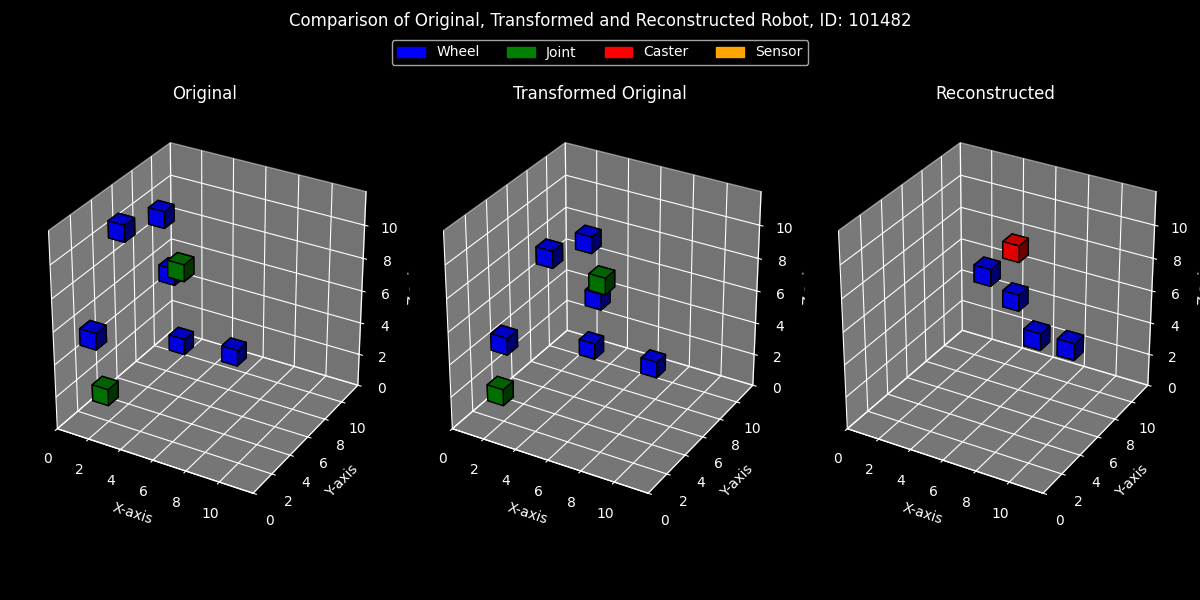 Comparison of Original, Transformed and Reconstructed Robot, ID: 101482
Wheel Joint Caster Sensor
Original
Transformed Original
Reconstructed
0 2 4 6 8 10
X-axis
0 2 4 6 8 10
Y-axis
0 2 4 6 8 10
0 2 4 6 8 10
X-axis
0 2 4 6 8 10
Y-axis
0 2 4 6 8 10
0 2 4 6 8 10
X-axis
0 2 4 6 8 10
Y-axis
0 2 4 6 8 10